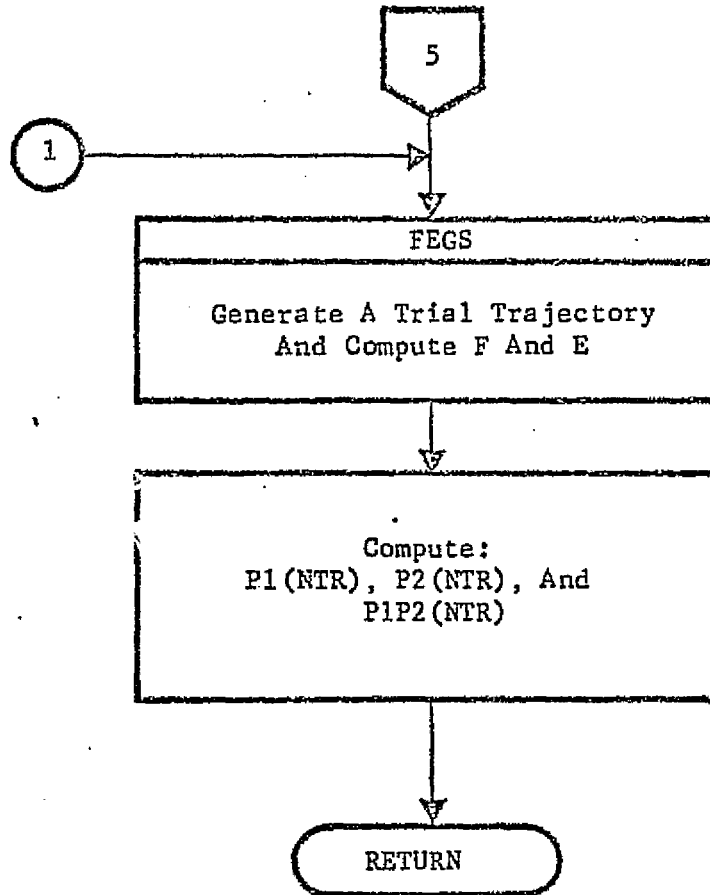 5
1
FEGS
Generate A Trial Trajectory
And Compute F And E
Compute:
P1(NTR), P2(NTR), And
P1P2(NTR)
RETURN